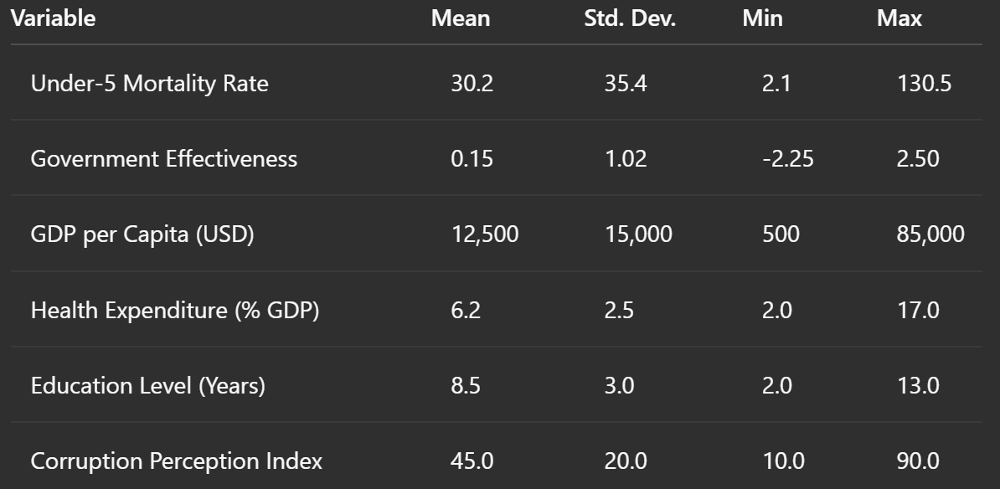 Variable Mean Std. Dev. Min Max
Under-5 Mortality Rate 30.2 35.4 2.1 130.5
Government Effectiveness 0.15 1.02 -2.25 2.50
GDP per Capita (USD) 12,500 15,000 500 85,000
Health Expenditure (% GDP) 6.2 2.5 2.0 17.0
Education Level (Years) 8.5 3.0 2.0 13.0
Corruption Perception Index 45.0 20.0 10.0 90.0